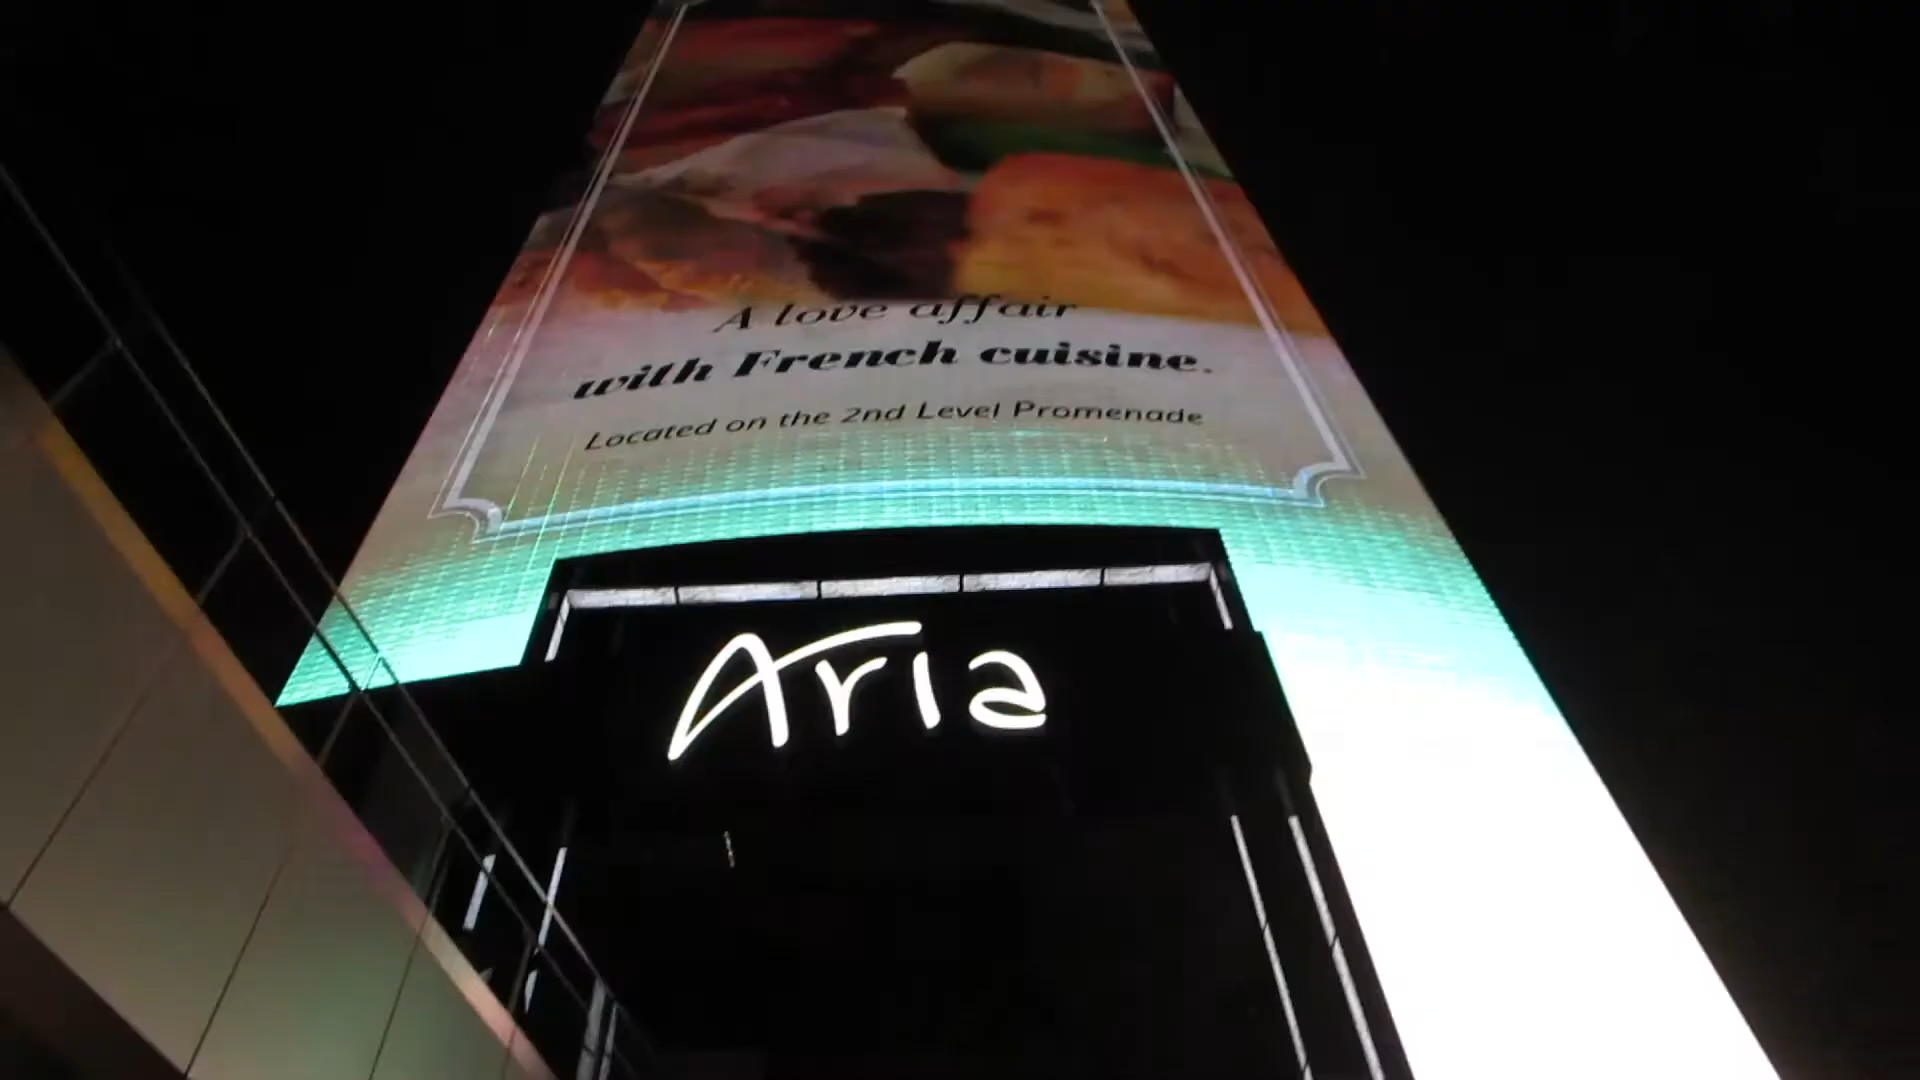 A love affair
with French cuisine.
Located on the 2nd Level Promenade
Aria